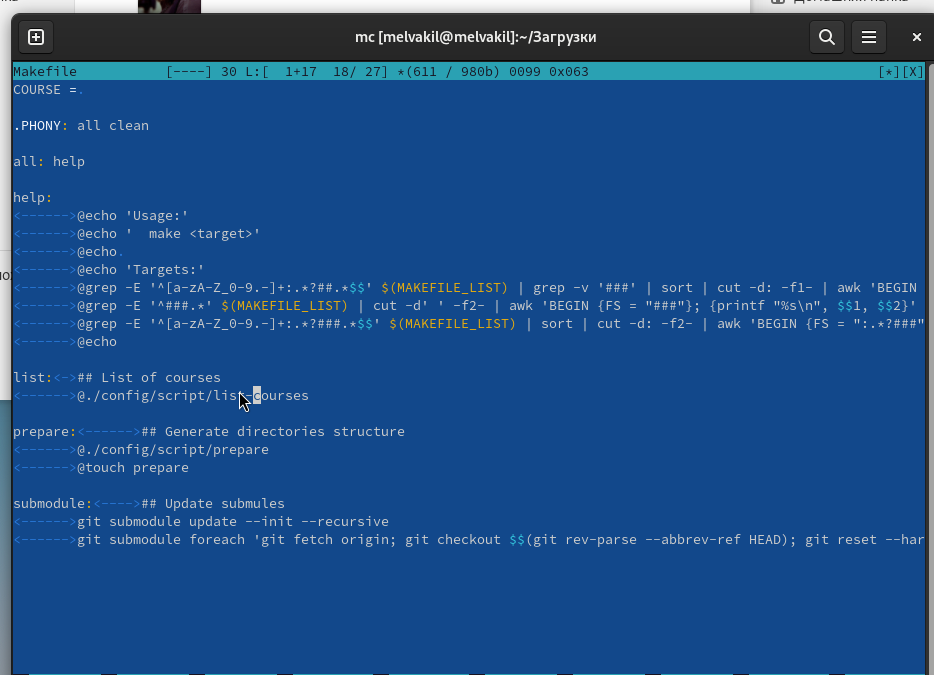 mc [melvakil@melvakil]:~/Загрузки
Makefile [----] 30 L:[ 1+17 18/ 27] *(611 / 980b) 0099 0x063 [*][X]
COURSE =.
.PHONY: all clean
all: help
help:
<------>@echo 'Usage:'
<------>@echo '  make <target>'
<------>@echo.
<------>@echo 'Targets:'
<------>@grep -E '^[a-zA-Z_0-9.-]+:.*?##.*$$' $(MAKEFILE_LIST) | grep -v '###' | sort | cut -d: -f1- | awk 'BEGIN
<------>@grep -E '^###.*' $(MAKEFILE_LIST) | cut -d' ' -f2- | awk 'BEGIN {FS = "###"}; {printf "%s\n", $$1, $$2}'
<------>@grep -E '^[a-zA-Z_0-9.-]+:.*?###.*$$' $(MAKEFILE_LIST) | sort | cut -d: -f2- | awk 'BEGIN {FS = ":.*?###"
<------>@echo
list:<->## List of courses
<------>@./config/script/list-courses
prepare:<------>## Generate directories structure
<------>@./config/script/prepare
<------>@touch prepare
submodule:<---->## Update submules
<------>git submodule update --init --recursive
<------>git submodule foreach 'git fetch origin; git checkout $$(git rev-parse --abbrev-ref HEAD); git reset --har